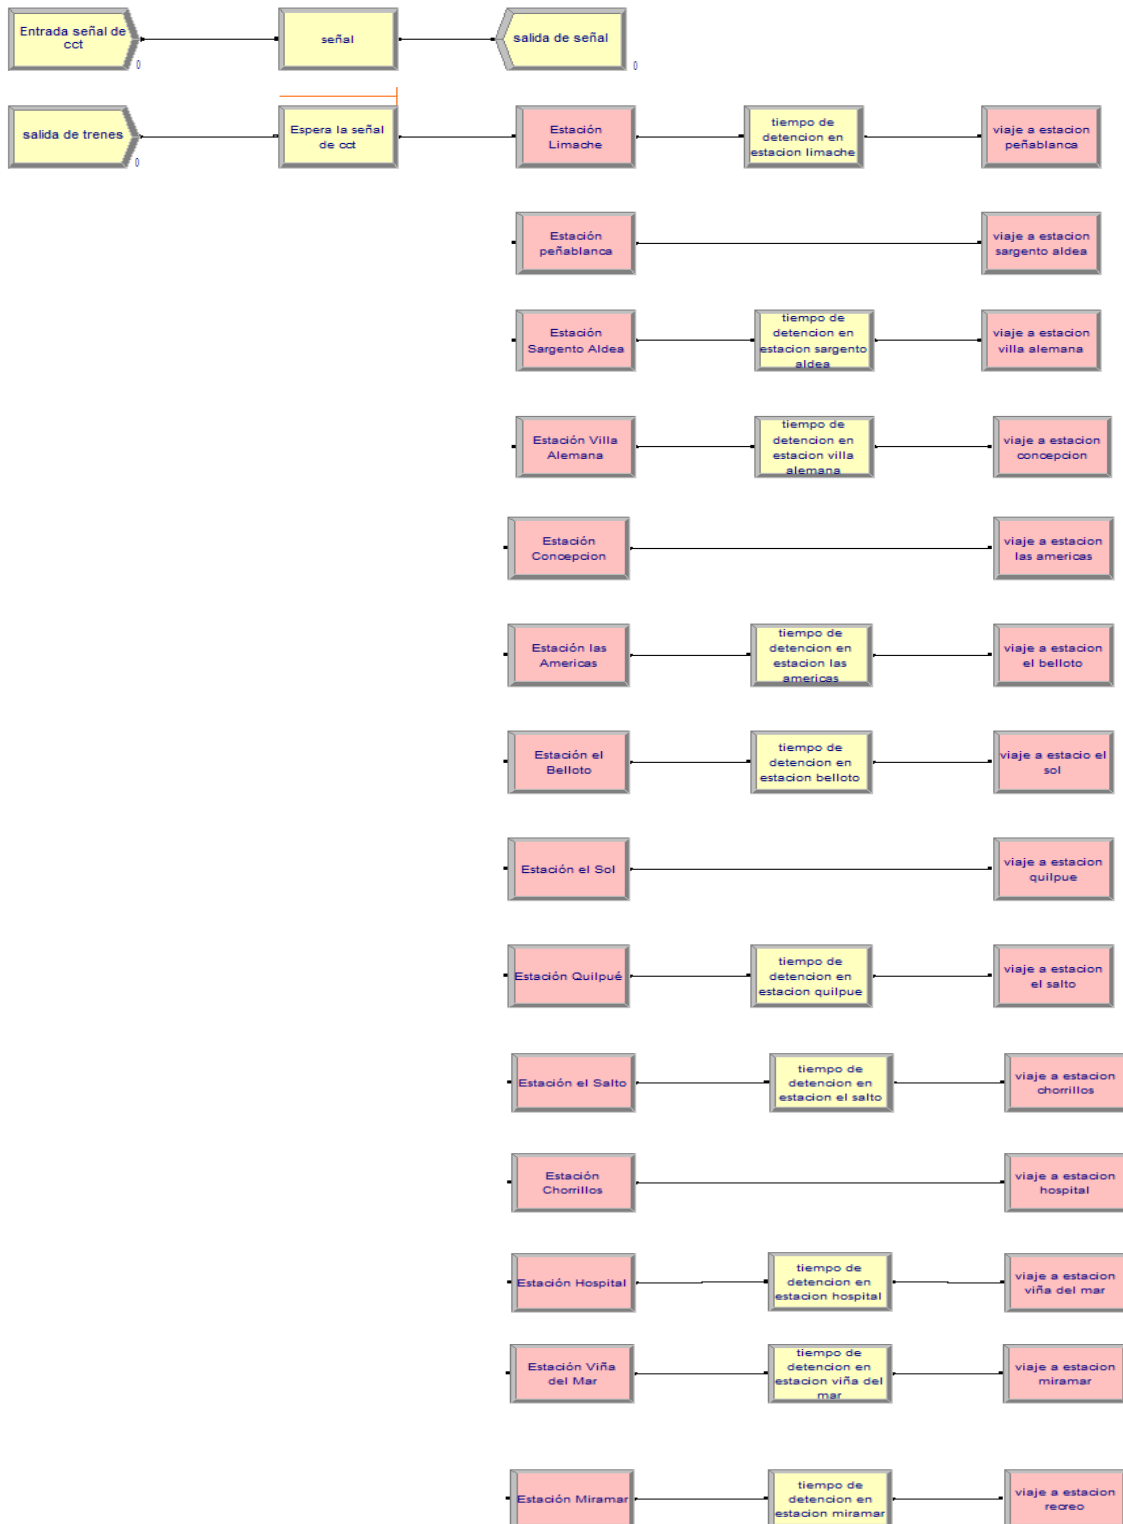 Entrada señal de
cct
0
señal
salida de señal
0
salida de trenes
0
Espera la señal
de cct
Estación
Limache
tiempo de
detencion en
estacion limache
viaje a estacion
peñablanca
Estación
peñablanca
viaje a estacion
sargento aldea
Estación
Sargento Aldea
tiempo de
detencion en
estacion sargento
aldea
viaje a estacion
villa alemana
Estación Villa
Alemana
tiempo de
detencion en
estacion villa
alemana
viaje a estacion
concepcion
Estación
Concepcion
viaje a estacion
las americas
Estación las
Americas
tiempo de
detencion en
estacion las
americas
viaje a estacion
el belloto
Estación el
Belloto
tiempo de
detencion en
estacion belloto
viaje a estacio el
sol
Estación el Sol
viaje a estacion
quilpue
Estación Quilpué
tiempo de
detencion en
estacion quilpue
viaje a estacion
el salto
Estación el Salto
tiempo de
detencion en
estacion el salto
viaje a estacion
chorrillos
Estación
Chorrillos
viaje a estacion
hospital
Estación Hospital
tiempo de
detencion en
estacion hospital
viaje a estacion
viña del mar
Estación Viña
del Mar
tiempo de
detencion en
estacion viña del
mar
viaje a estacion
miramar
Estación Miramar
tiempo de
detencion en
estacion miramar
viaje a estacion
recreo